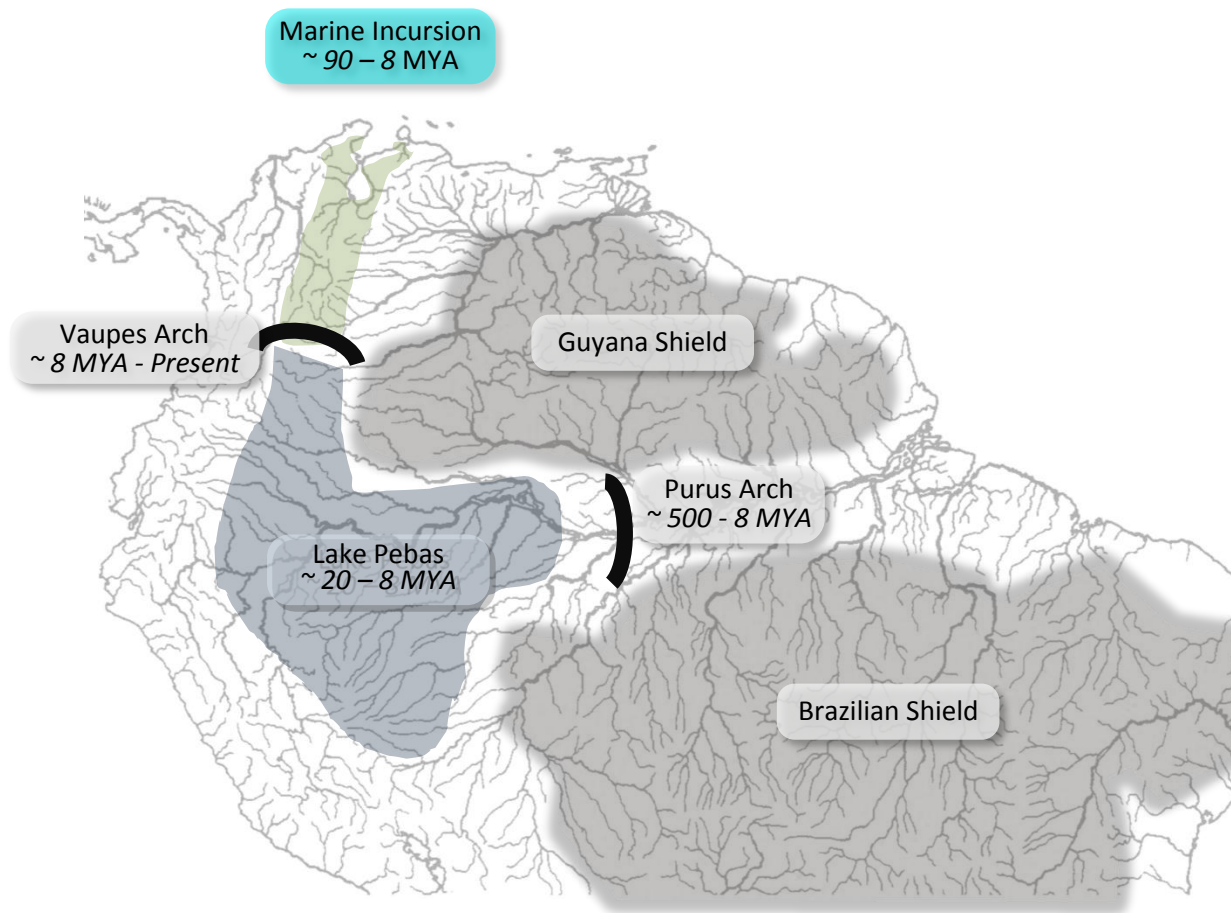 Marine Incursion
~ 90 – 8 MYA
Vaupes Arch
~ 8 MYA - Present
Guyana Shield
Purus Arch
~ 500 - 8 MYA
Lake Pebas
~ 20 – 8 MYA
Brazilian Shield